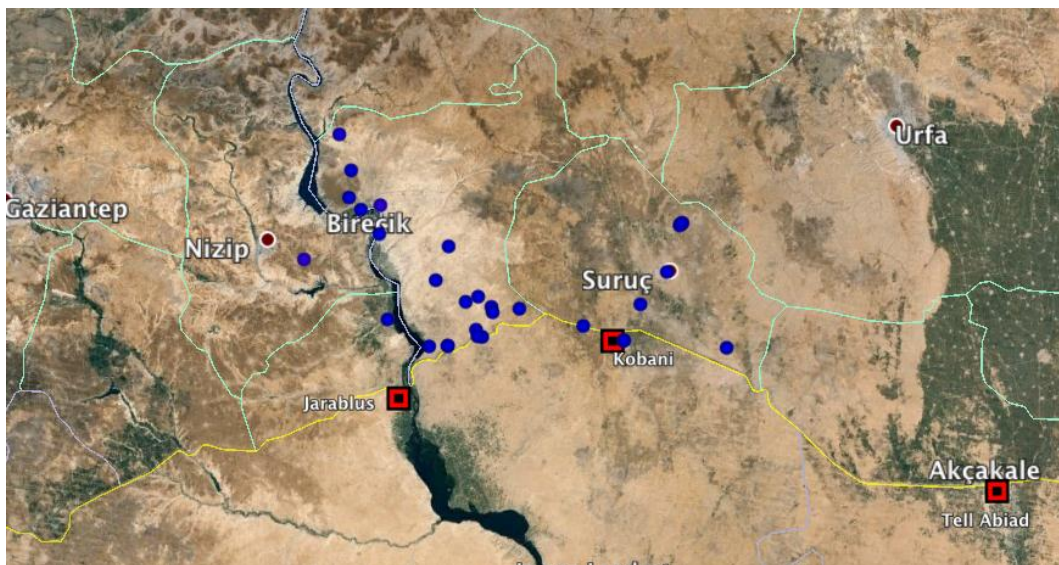 Urfa
Gaziantep
Birecik
Nizip
Suruç
Kobani
Jarablus
Akçakale
Tell Abiad